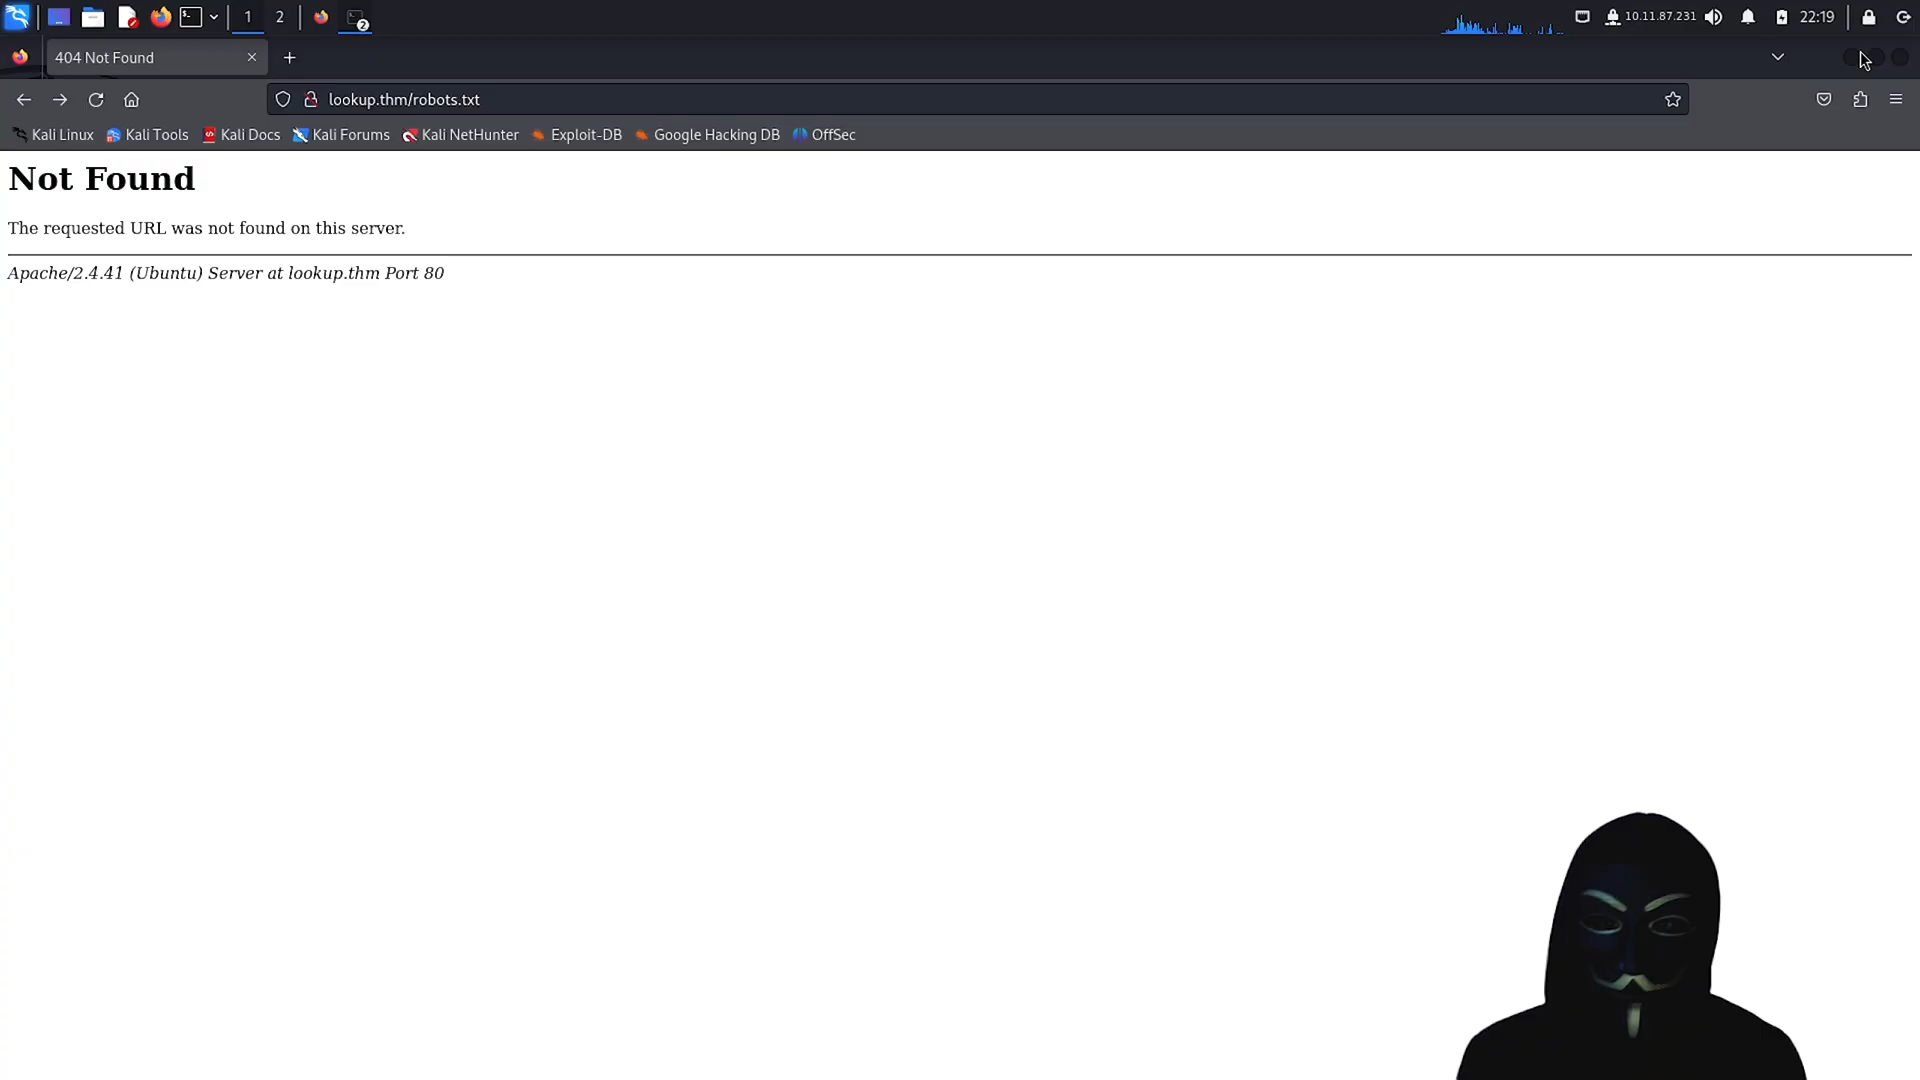 1 2
2
10.11.87.231
22:19
404 Not Found
lookup.thm/robots.txt
Kali Linux Kali Tools Kali Docs Kali Forums Kali NetHunter Exploit-DB Google Hacking DB OffSec
Not Found
The requested URL was not found on this server.
Apache/2.4.41 (Ubuntu) Server at lookup.thm Port 80